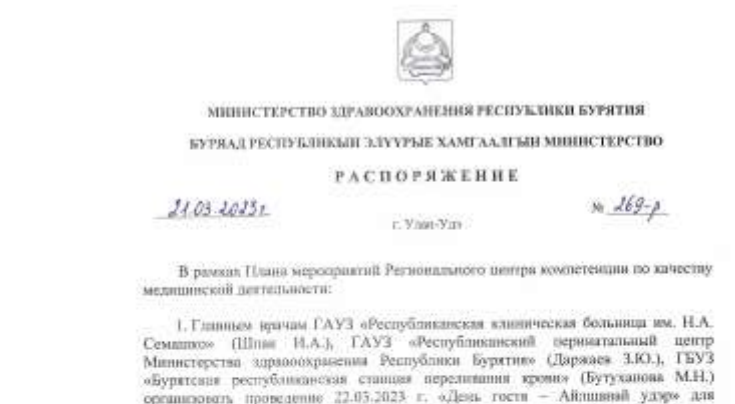 МИНИСТЕРСТВО ЗДРАВООХРАНЕНИЯ РЕСПУБЛИКИ БУРЯТИЯ
БУРЯАД РЕСПУБЛИКЫН ЭЛҮҮРЫЕ ХАМГААЛГЫН МИНИСТЕРСТВО
РАСПОРЯЖЕНИЕ
21.03.2023г № 269-р
г. Улан-Удэ
В рамках Плана мероприятий Регионального центра компетенции по качеству
медицинской деятельности:
1. Главным врачам ГАУЗ «Республиканская клиническая больница им. Н.А.
Семашко» (Шпак И.А.), ГАУЗ «Республиканский перинатальный центр
Министерства здравоохранения Республики Бурятия» (Даржаев З.Ю.), ГБУЗ
«Бурятская республиканская станция переливания крови» (Бутуханова М.Н.)
организовать проведение 22.03.2023 г. «День гостя – Айлшанай удэр» для